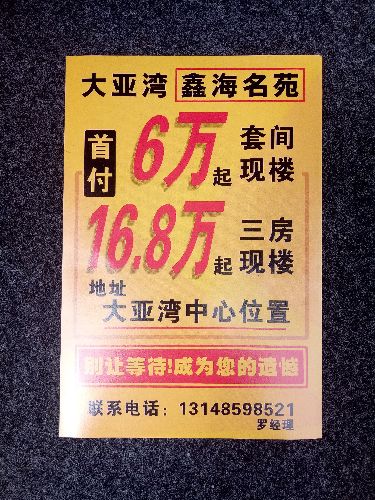 大亚湾 鑫海名苑
首付 6万起 套间现楼
16.8万起 三房现楼
地址
大亚湾中心位置
别让等待!成为您的遗憾
联系电话：13148598521
罗经理